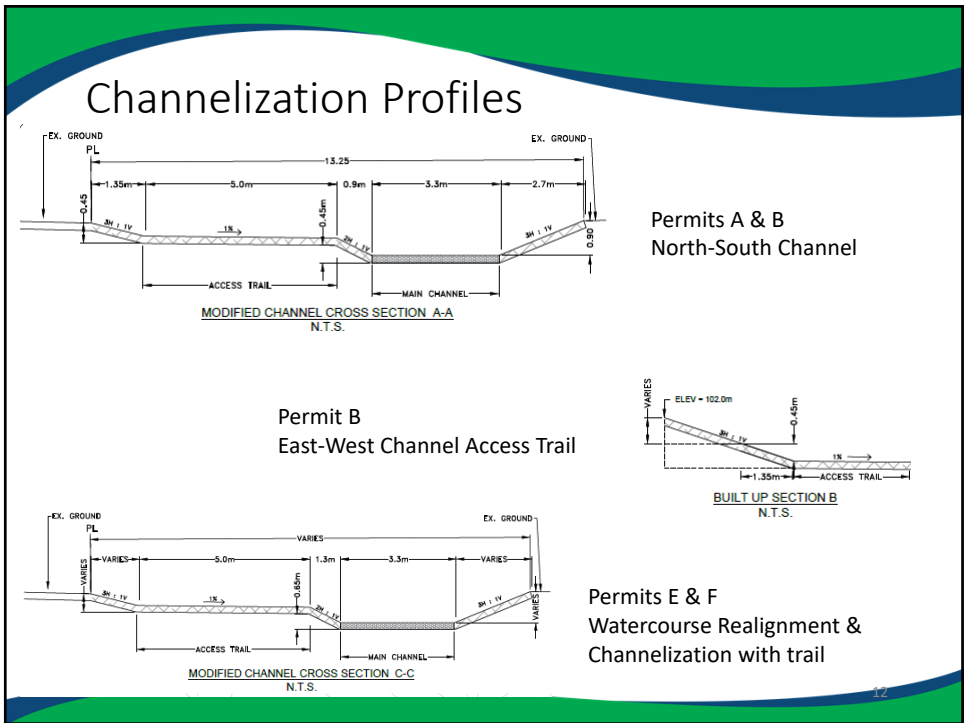 Channelization Profiles
EX. GROUND
EX. GROUND
PL
13.25
1.35m
5.0m
0.9m
3.3m
2.7m
0.45
3H : 1V
1%
0.45m
2H : 1V
3H : 1V
0.90
ACCESS TRAIL
MAIN CHANNEL
MODIFIED CHANNEL CROSS SECTION A-A
N.T.S.
Permits A & B
North-South Channel
Permit B
East-West Channel Access Trail
VARIES
ELEV = 102.0m
0.45m
3H : 1V
1%
1.35m
ACCESS TRAIL
BUILT UP SECTION B
N.T.S.
EX. GROUND
EX. GROUND
PL
VARIES
VARIES
5.0m
1.3m
3.3m
VARIES
VARIES
3H : 1V
1%
0.65m
2H : 1V
3H : 1V
VARIES
ACCESS TRAIL
MAIN CHANNEL
MODIFIED CHANNEL CROSS SECTION C-C
N.T.S.
Permits E & F
Watercourse Realignment &
Channelization with trail
12